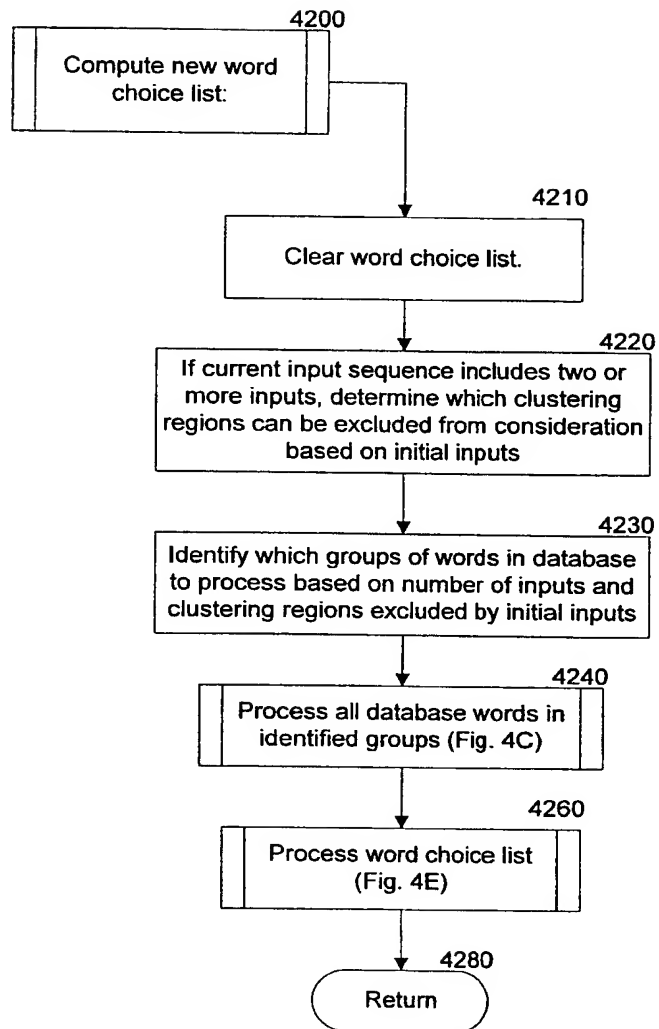 4200
Compute new word
choice list:
4210
Clear word choice list.
4220
If current input sequence includes two or
more inputs, determine which clustering
regions can be excluded from consideration
based on initial inputs
4230
Identify which groups of words in database
to process based on number of inputs and
clustering regions excluded by initial inputs
4240
Process all database words in
identified groups (Fig. 4C)
4260
Process word choice list
(Fig. 4E)
4280
Return